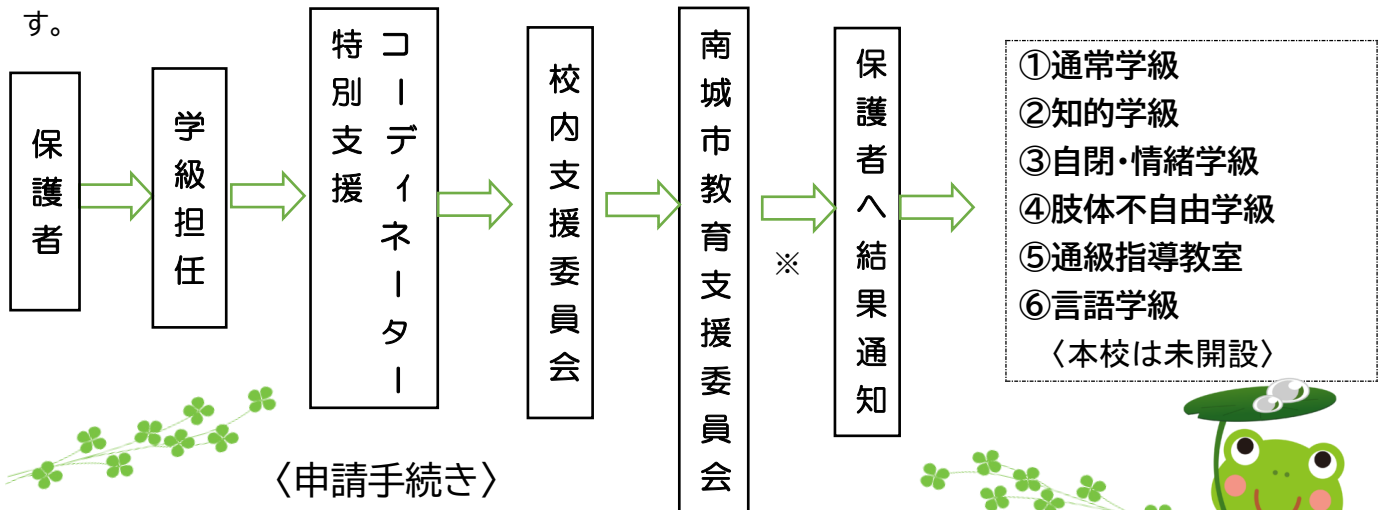 す。
保護者
学級担任
特別支援
コーディネーター
校内支援委員会
南城市教育支援委員会
※
保護者へ結果通知
①通常学級
②知的学級
③自閉・情緒学級
④肢体不自由学級
⑤通級指導教室
⑥言語学級
〈本校は未開設〉
〈申請手続き〉